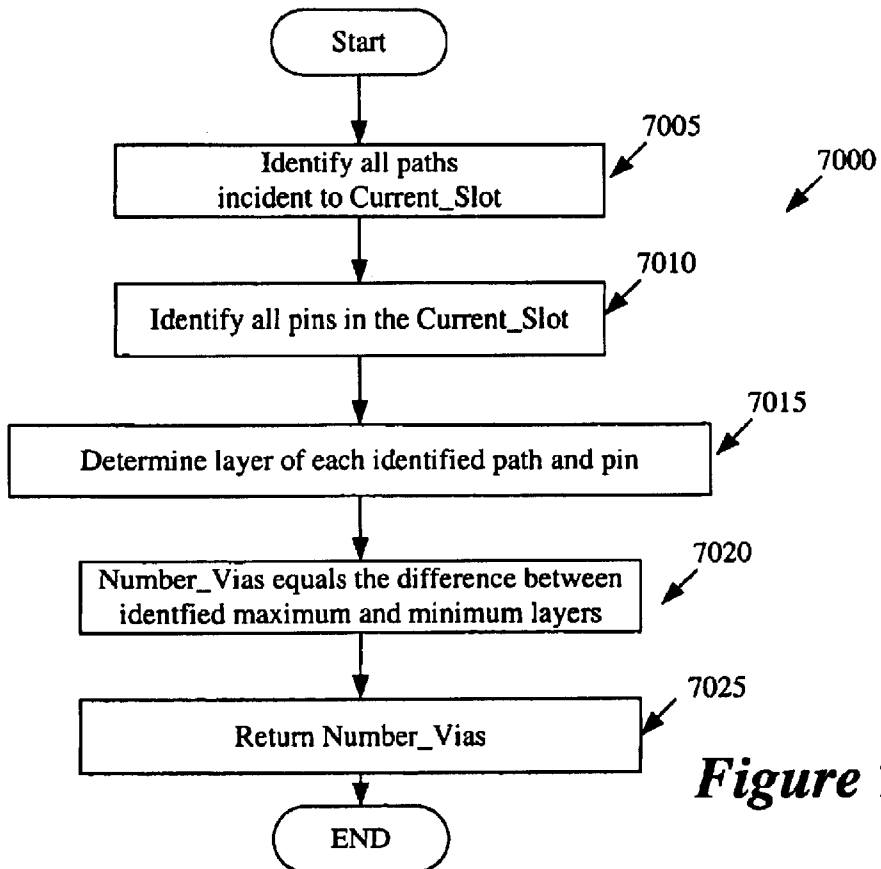 Start
7005
Identify all paths
incident to Current_Slot
7000
7010
Identify all pins in the Current_Slot
7015
Determine layer of each identified path and pin
7020
Number_Vias equals the difference between
identfied maximum and minimum layers
7025
Return Number_Vias
Figure
END